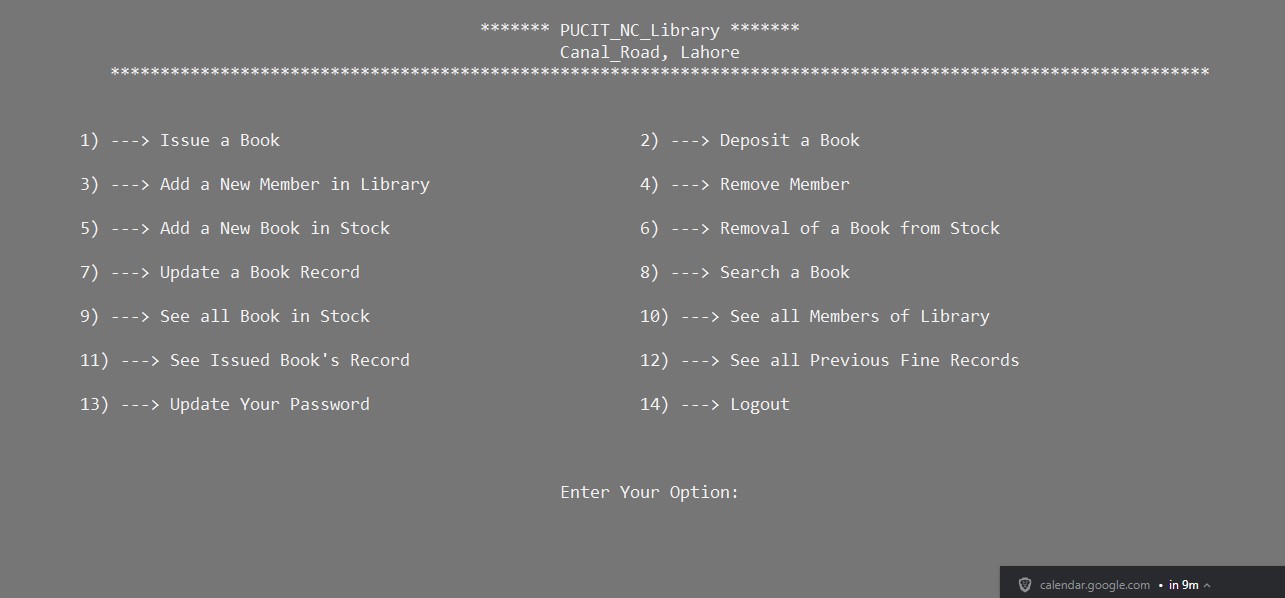 ******* PUCIT_NC_Library *******
Canal_Road, Lahore
**************************************************************************************************************
1) ---> Issue a Book 2) ---> Deposit a Book
3) ---> Add a New Member in Library 4) ---> Remove Member
5) ---> Add a New Book in Stock 6) ---> Removal of a Book from Stock
7) ---> Update a Book Record 8) ---> Search a Book
9) ---> See all Book in Stock 10) ---> See all Members of Library
11) ---> See Issued Book's Record 12) ---> See all Previous Fine Records
13) ---> Update Your Password 14) ---> Logout
Enter Your Option:
calendar.google.com • in 9m